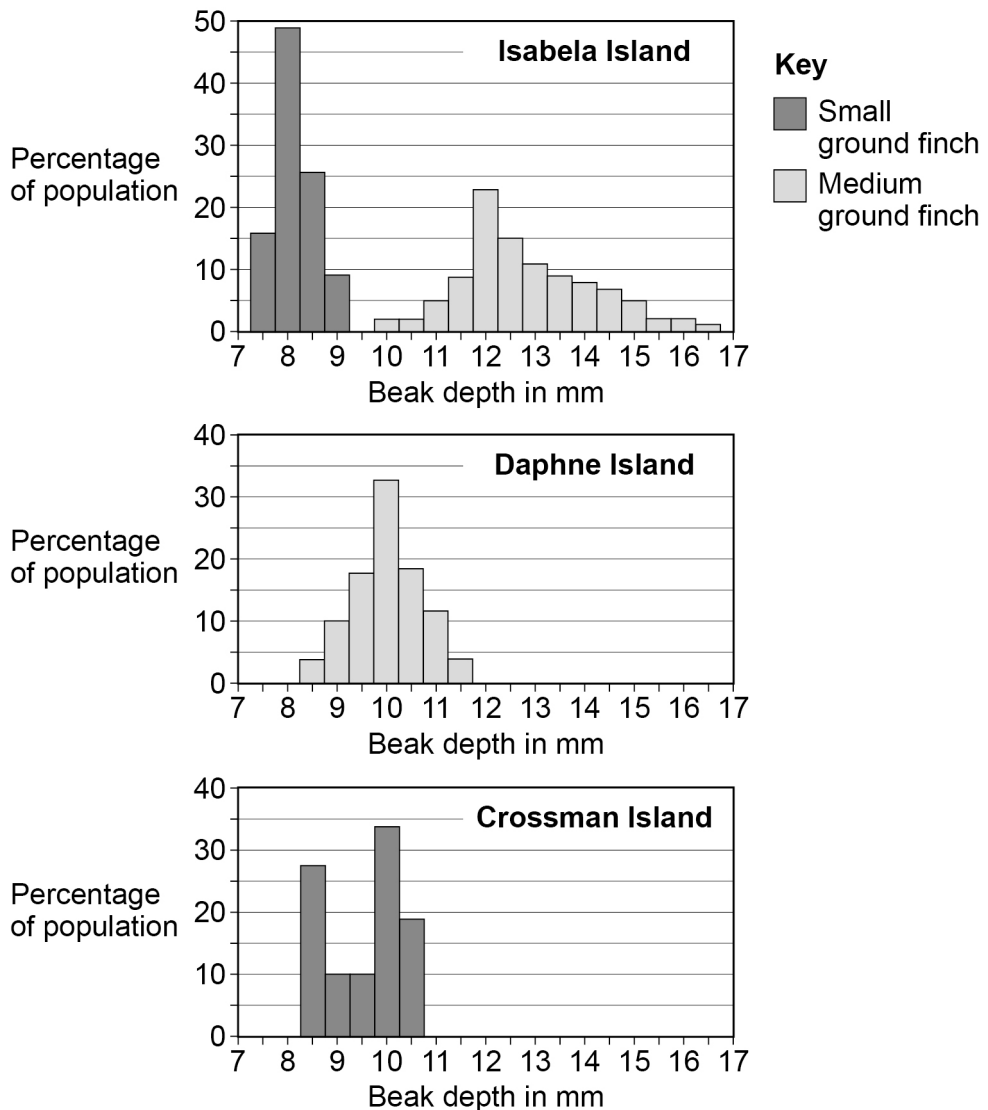 Isabela Island
Key
Small
ground finch
Medium
ground finch
Percentage
of population
50
40
30
20
10
0
7 8 9 10 11 12 13 14 15 16 17
Beak depth in mm
Daphne Island
Percentage
of population
40
30
20
10
0
7 8 9 10 11 12 13 14 15 16 17
Beak depth in mm
Crossman Island
Percentage
of population
40
30
20
10
0
7 8 9 10 11 12 13 14 15 16 17
Beak depth in mm